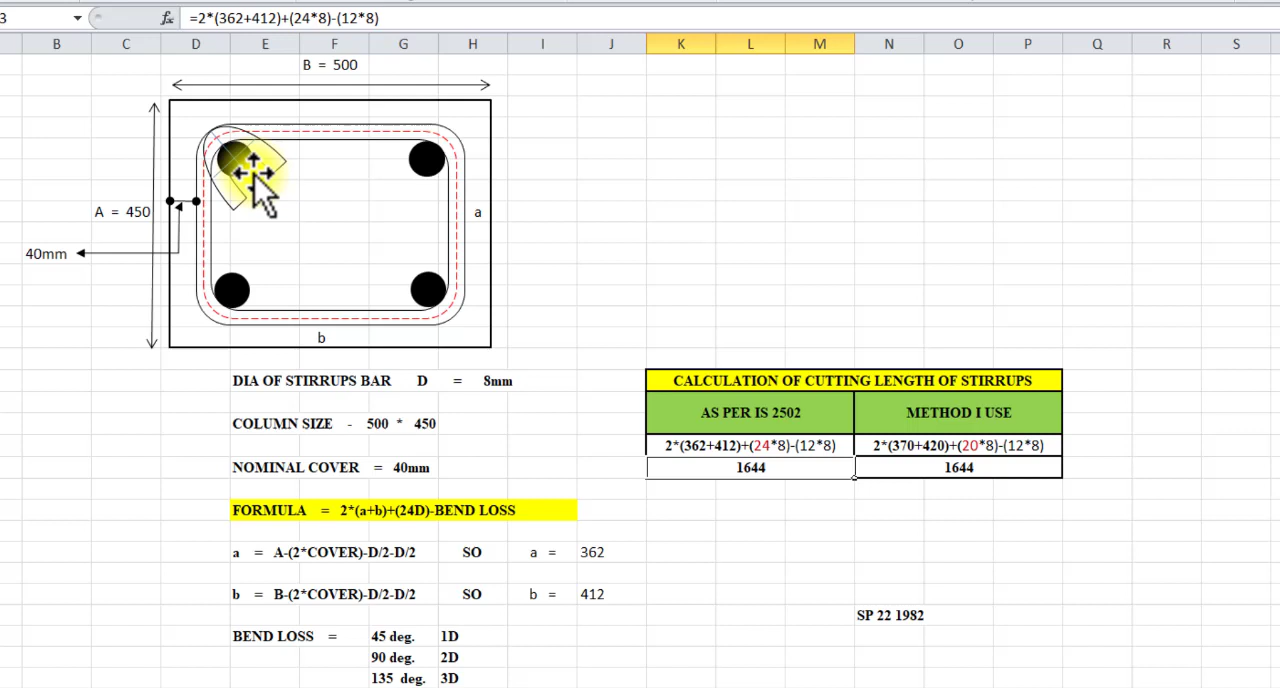 3 fx =2*(362+412)+(24*8)-(12*8)
B C D E F G H I J K L M N O P Q R S
B = 500
A = 450
a
40mm
b
DIA OF STIRRUPS BAR D = 8mm
COLUMN SIZE - 500 * 450
NOMINAL COVER = 40mm
FORMULA = 2*(a+b)+(24D)-BEND LOSS
a = A-(2*COVER)-D/2-D/2 SO a = 362
b = B-(2*COVER)-D/2-D/2 SO b = 412
BEND LOSS = 45 deg. 1D
90 deg. 2D
135 deg. 3D
CALCULATION OF CUTTING LENGTH OF STIRRUPS
AS PER IS 2502 METHOD I USE
2*(362+412)+(24*8)-(12*8) 2*(370+420)+(20*8)-(12*8)
1644 1644
SP 22 1982